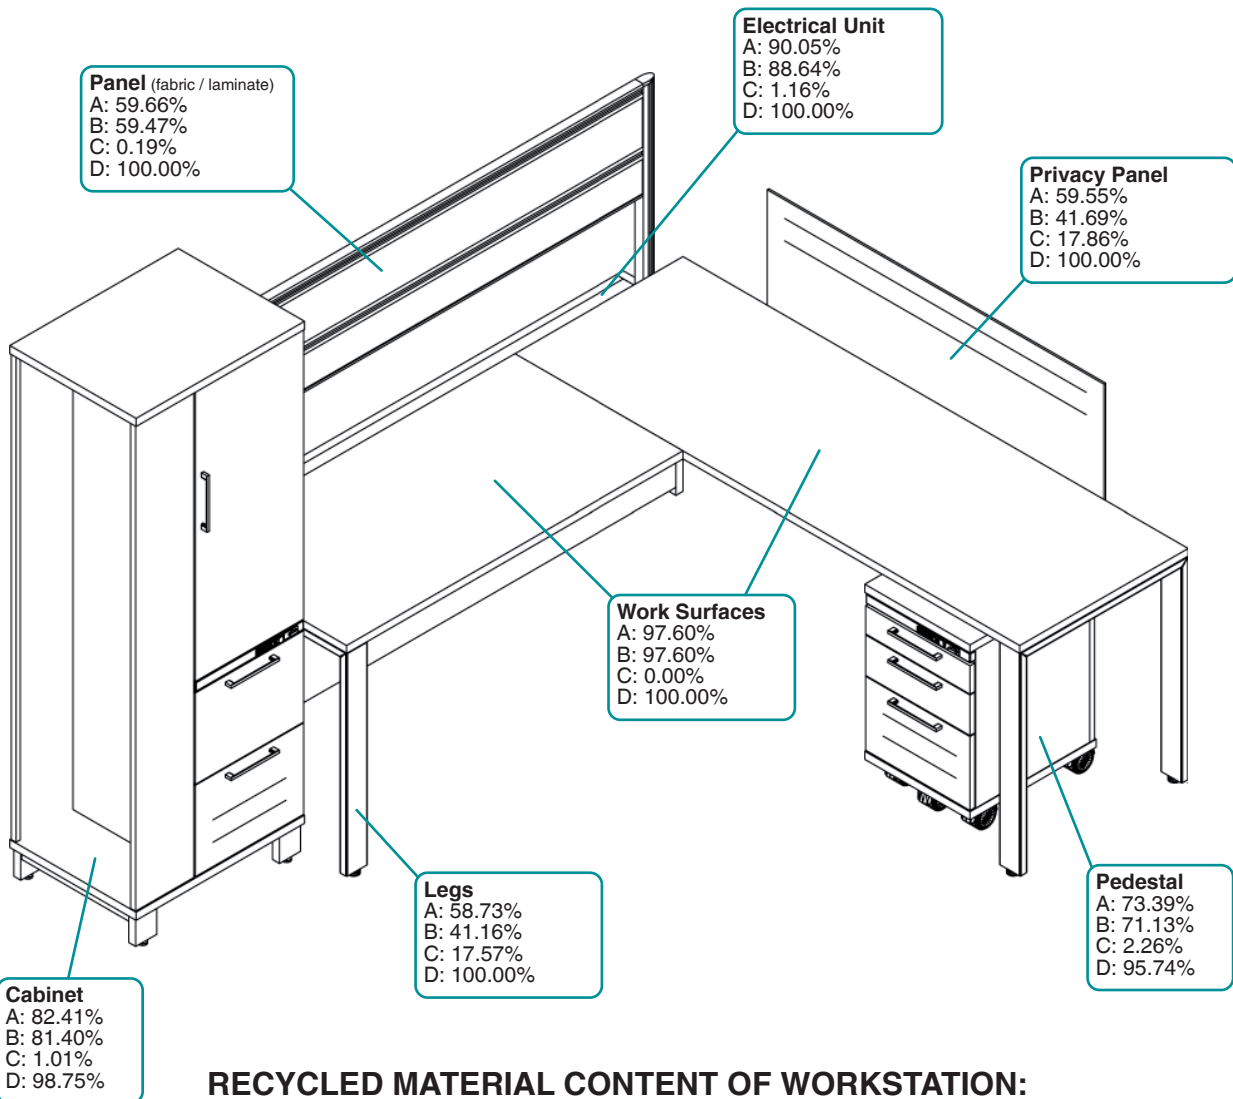 Electrical Unit
A: 90.05%
B: 88.64%
C: 1.16%
D: 100.00%
Panel (fabric / laminate)
A: 59.66%
B: 59.47%
C: 0.19%
D: 100.00%
Privacy Panel
A: 59.55%
B: 41.69%
C: 17.86%
D: 100.00%
Work Surfaces
A: 97.60%
B: 97.60%
C: 0.00%
D: 100.00%
Legs
A: 58.73%
B: 41.16%
C: 17.57%
D: 100.00%
Pedestal
A: 73.39%
B: 71.13%
C: 2.26%
D: 95.74%
Cabinet
A: 82.41%
B: 81.40%
C: 1.01%
D: 98.75%
RECYCLED MATERIAL CONTENT OF WORKSTATION: